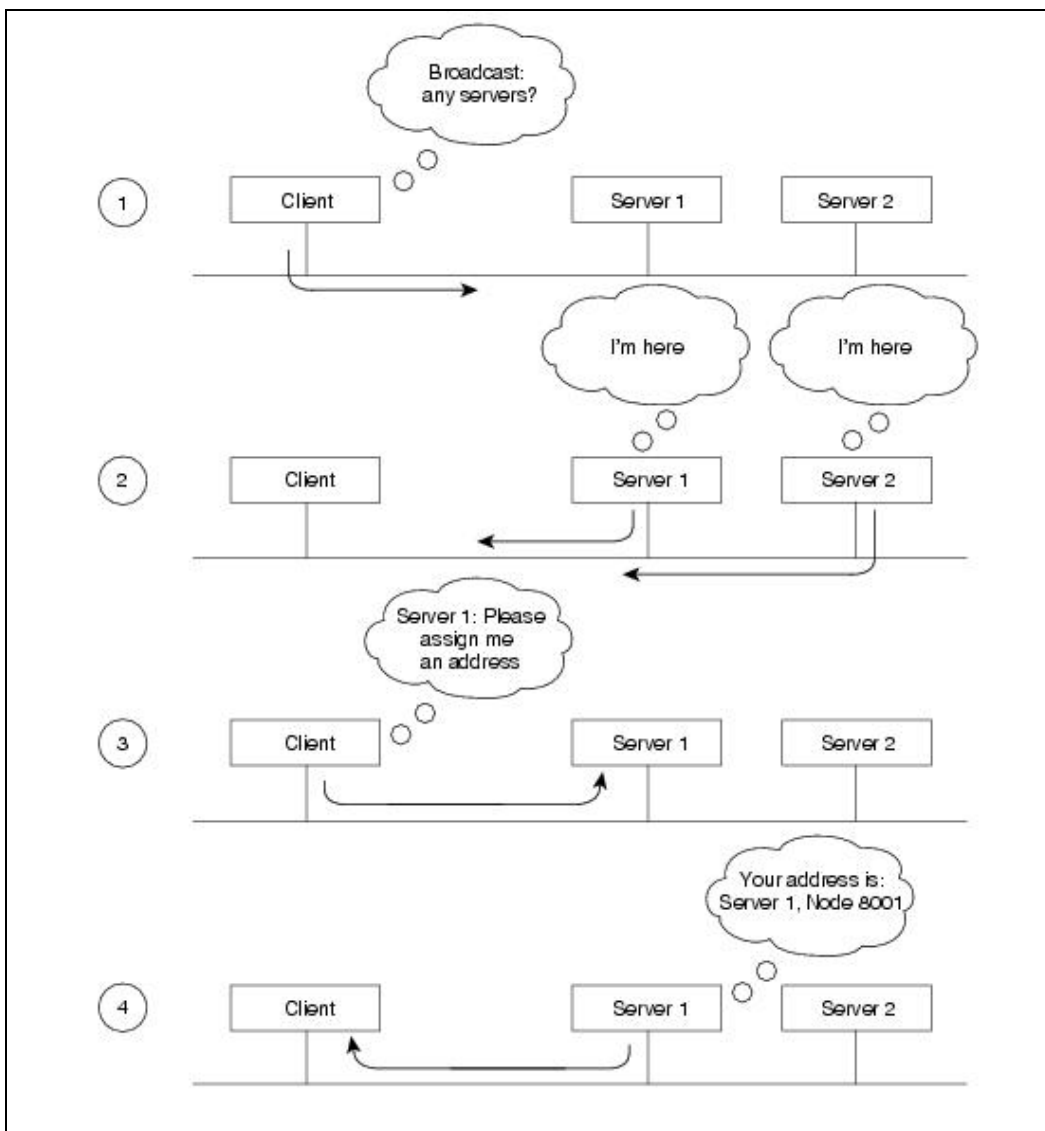 Broadcast:
any servers?
1
Client
Server 1
Server 2
I'm here
I'm here
2
Client
Server 1
Server 2
Server 1: Please
assign me
an address
3
Client
Server 1
Server 2
Your address is:
Server 1, Node 8001
4
Client
Server 1
Server 2